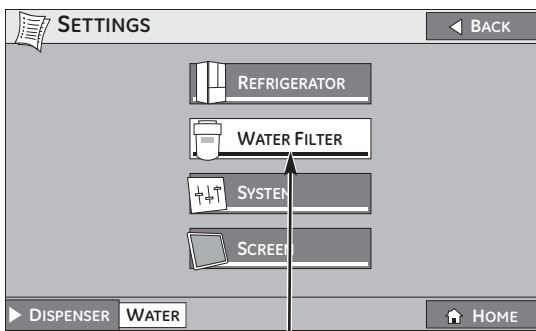 SETTINGS
BACK
REFRIGERATOR
WATER FILTER
SYSTEM
SCREEN
DISPENSER WATER
HOME